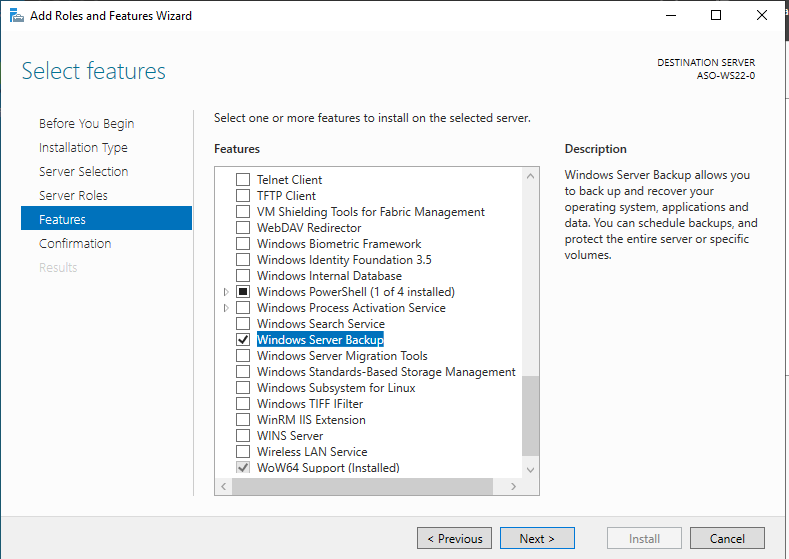 Add Roles and Features Wizard
Select features
DESTINATION SERVER
ASO-WS22-0
Before You Begin
Installation Type
Server Selection
Server Roles
Features
Confirmation
Results
Select one or more features to install on the selected server.
Features
Telnet Client
TFTP Client
VM Shielding Tools for Fabric Management
WebDAV Redirector
Windows Biometric Framework
Windows Identity Foundation 3.5
Windows Internal Database
Windows PowerShell (1 of 4 installed)
Windows Process Activation Service
Windows Search Service
Windows Server Backup
Windows Server Migration Tools
Windows Standards-Based Storage Management
Windows Subsystem for Linux
Windows TIFF IFilter
WinRM IIS Extension
WINS Server
Wireless LAN Service
WoW64 Support (Installed)
Description
Windows Server Backup allows you
to back up and recover your
operating system, applications and
data. You can schedule backups, and
protect the entire server or specific
volumes.
< Previous
Next >
Install
Cancel